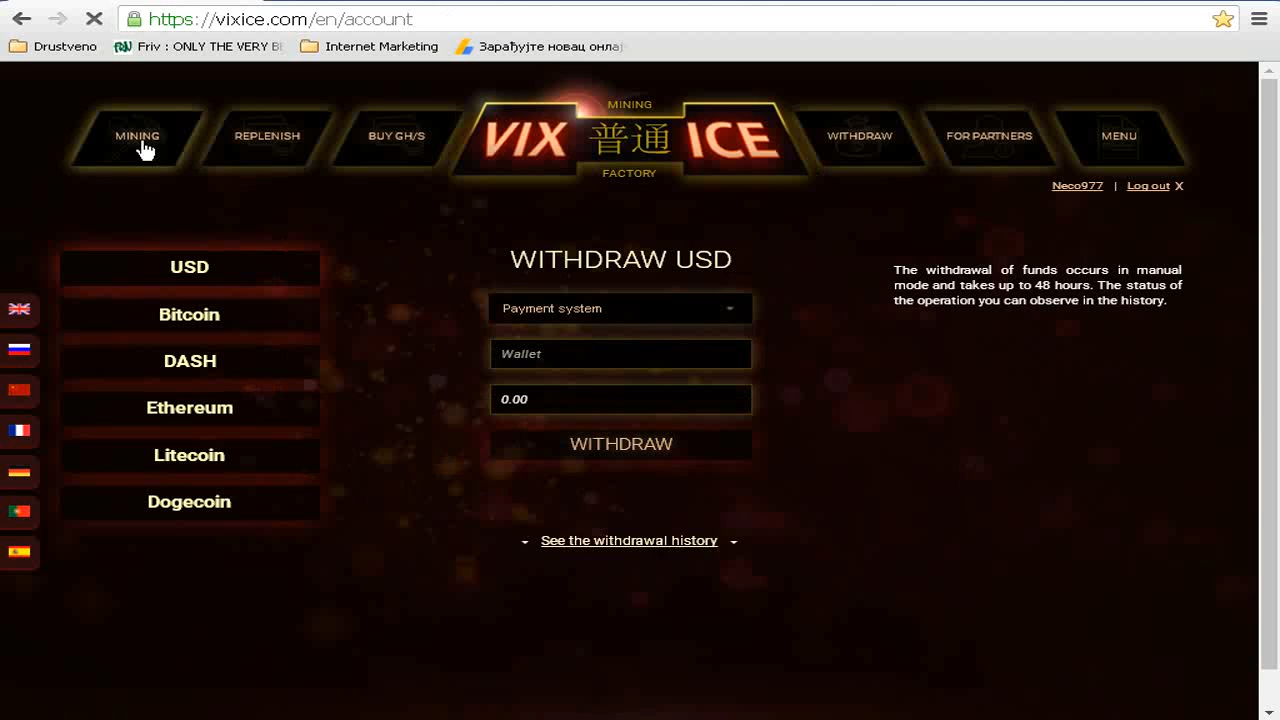 https://vixice.com/en/account
Drustveno
Friv : ONLY THE VERY B
Internet Marketing
Зарађујте новац онла
MINING
REPLENISH
BUY GH/S
MINING
VIX 普通 ICE
FACTORY
WITHDRAW
FOR PARTNERS
MENU
Neco977 | Log out X
USD
Bitcoin
DASH
Ethereum
Litecoin
Dogecoin
WITHDRAW USD
Payment system
Wallet
0.00
WITHDRAW
See the withdrawal history
The withdrawal of funds occurs in manual
mode and takes up to 48 hours. The status of
the operation you can observe in the history.